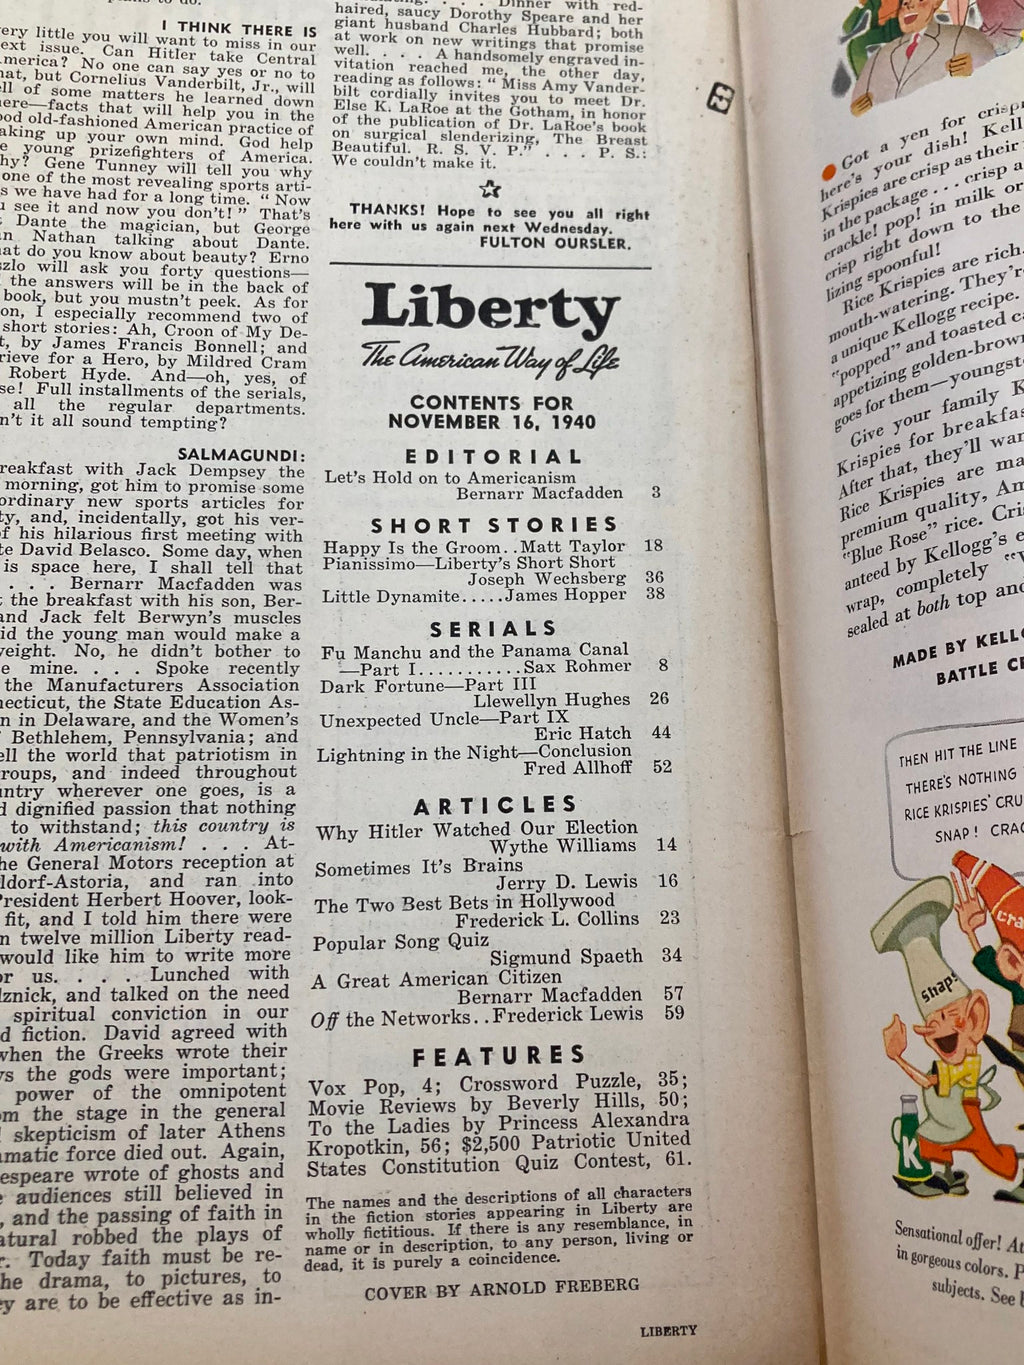 I THINK THERE IS
very little you will want to miss in our
next issue. Can Hitler take Central
America? No one can say yes or no to
that, but Cornelius Vanderbilt, Jr., will
of some matters he learned down
here—facts that will help you in the
good old-fashioned American practice of
making up your own mind. God help
young prizefighters of America.
Why? Gene Tunney will tell you why
one of the most revealing sports arti-
we have had for a long time. “Now
see it and now you don't!” That's
Dante the magician, but George
Nathan talking about Dante.
do you know about beauty? Erno
will ask you forty questions—
the answers will be in the back of
book, but you mustn't peek. As for
I especially recommend two of
short stories: Ah, Croon of My De-
by James Francis Bonnell; and
Grieve for a Hero, by Mildred Cram
Robert Hyde. And—oh, yes, of
Full installments of the serials,
all the regular departments.
it all sound tempting?
SALMAGUNDI:
Breakfast with Jack Dempsey the
morning, got him to promise some
new sports articles for
and, incidentally, got his ver-
of his hilarious first meeting with
David Belasco. Some day, when
is space here, I shall tell that
. . . Bernarr Macfadden was
the breakfast with his son, Ber-
and Jack felt Berwyn's muscles
the young man would make a
No, he didn't bother to
mine. . . . Spoke recently
the Manufacturers Association
Connecticut, the State Education As-
in Delaware, and the Women's
Bethlehem, Pennsylvania; and
tell the world that patriotism in
groups, and indeed throughout
country wherever one goes, is a
dignified passion that nothing
to withstand; this country is
with Americanism! . . . At-
the General Motors reception at
Waldorf-Astoria, and ran into
President Herbert Hoover, look-
fit, and I told him there were
twelve million Liberty read-
would like him to write more
for us. . . . Lunched with
Selznick, and talked on the need
spiritual conviction in our
fiction. David agreed with
when the Greeks wrote their
the gods were important;
power of the omnipotent
from the stage in the general
skepticism of later Athens
dramatic force died out. Again,
Shakespeare wrote of ghosts and
audiences still believed in
and the passing of faith in
robbed the plays of
Today faith must be re-
the drama, to pictures, to
they are to be effective as in-
Dinner with red-
haired, saucy Dorothy Speare and her
giant husband Charles Hubbard; both
at work on new writings that promise
well. . . . A handsomely engraved in-
vitation reached me, the other day,
reading as follows: “Miss Amy Vander-
bilt cordially invites you to meet Dr.
Else K. LaRoe at the Gotham, in honor
of the publication of Dr. LaRoe's book
on surgical slenderizing, The Breast
Beautiful. R. S. V. P.” . . . P. S.:
We couldn't make it.
THANKS! Hope to see you all right
here with us again next Wednesday.
FULTON OURSLER.
Liberty
The American Way of Life
CONTENTS FOR
NOVEMBER 16, 1940
EDITORIAL
Let's Hold on to Americanism
Bernarr Macfadden 3
SHORT STORIES
Happy Is the Groom..Matt Taylor 18
Pianissimo—Liberty's Short Short
Joseph Wechsberg 36
Little Dynamite.....James Hopper 38
SERIALS
Fu Manchu and the Panama Canal
—Part I...........Sax Rohmer 8
Dark Fortune—Part III
Llewellyn Hughes 26
Unexpected Uncle—Part IX
Eric Hatch 44
Lightning in the Night—Conclusion
Fred Allhoff 52
ARTICLES
Why Hitler Watched Our Election
Wythe Williams 14
Sometimes It's Brains
Jerry D. Lewis 16
The Two Best Bets in Hollywood
Frederick L. Collins 23
Popular Song Quiz
Sigmund Spaeth 34
A Great American Citizen
Bernarr Macfadden 57
Off the Networks..Frederick Lewis 59
FEATURES
Vox Pop, 4; Crossword Puzzle, 35;
Movie Reviews by Beverly Hills, 50;
To the Ladies by Princess Alexandra
Kropotkin, 56; $2,500 Patriotic United
States Constitution Quiz Contest, 61.
The names and the descriptions of all characters
in the fiction stories appearing in Liberty are
wholly fictitious. If there is any resemblance, in
name or in description, to any person, living or
dead, it is purely a coincidence.
COVER BY ARNOLD FREBERG
LIBERTY
Got a yen for crisp
here's your dish! Kell
Krispies are crisp as their
in the package . . . crisp a
crackle! pop! in milk or
crisp right down to the
lizing spoonful!
Rice Krispies are rich.
mouth-watering. They're
a unique Kellogg recipe.
“popped” and toasted
appetizing golden-brown
goes for them—youngst
Give your family K
Krispies for breakfa
After that, they'll wan
Rice Krispies are ma
premium quality, Am
“Blue Rose” rice. Cris
anteed by Kellogg's
wrap, completely
sealed at both top and
MADE BY KELLO
BATTLE CR
THEN HIT THE LINE
THERE'S NOTHING
RICE KRISPIES' CRU
SNAP! CRAC
Snap!
cra
K
Sensational offer! At
in gorgeous colors. P
subjects. See b